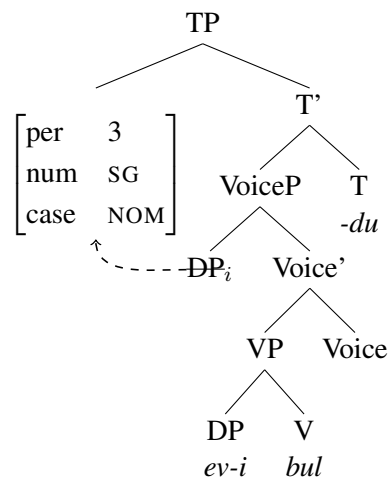 TP
T’
per 3
num SG
case NOM
VoiceP T
-du
DPi Voice’
VP Voice
DP V
ev-i bul